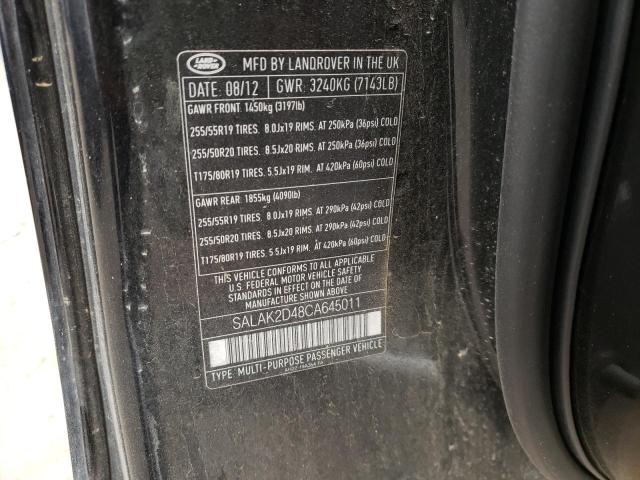 LAND ROVER
MFD BY LANDROVER IN THE UK
DATE: 08/12 GWR: 3240KG (7143LB)
GAWR FRONT: 1450kg (3197lb)
255/55R19 TIRES. 8.0Jx19 RIMS. AT 250kPa (36psi) COLD
255/50R20 TIRES. 8.5Jx20 RIMS. AT 250kPa (36psi) COLD
T175/80R19 TIRES. 5.5Jx19 RIM. AT 420kPa (60psi) COLD
GAWR REAR: 1855kg (4090lb)
255/55R19 TIRES. 8.0Jx19 RIMS. AT 290kPa (42psi) COLD
255/50R20 TIRES. 8.5Jx20 RIMS. AT 290kPa (42psi) COLD
T175/80R19 TIRES. 5.5Jx19 RIM. AT 420kPa (60psi) COLD
THIS VEHICLE CONFORMS TO ALL APPLICABLE
U.S. FEDERAL MOTOR VEHICLE SAFETY
STANDARDS IN EFFECT ON THE DATE OF
MANUFACTURE SHOWN ABOVE
SALAK2D48CA645011
TYPE: MULTI-PURPOSE PASSENGER VEHICLE